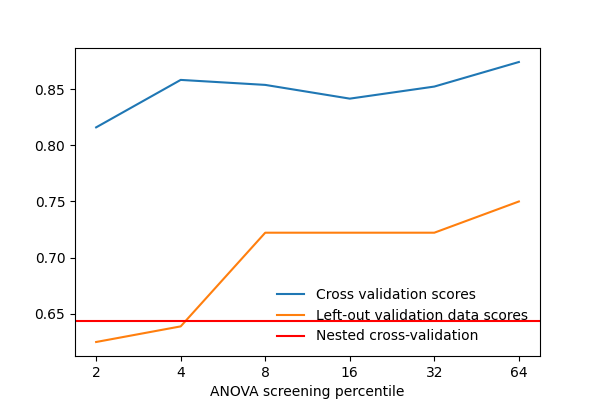 0.85
0.80
0.75
0.70
0.65
Cross validation scores
Left-out validation data scores
Nested cross-validation
2 4 8 16 32 64
ANOVA screening percentile